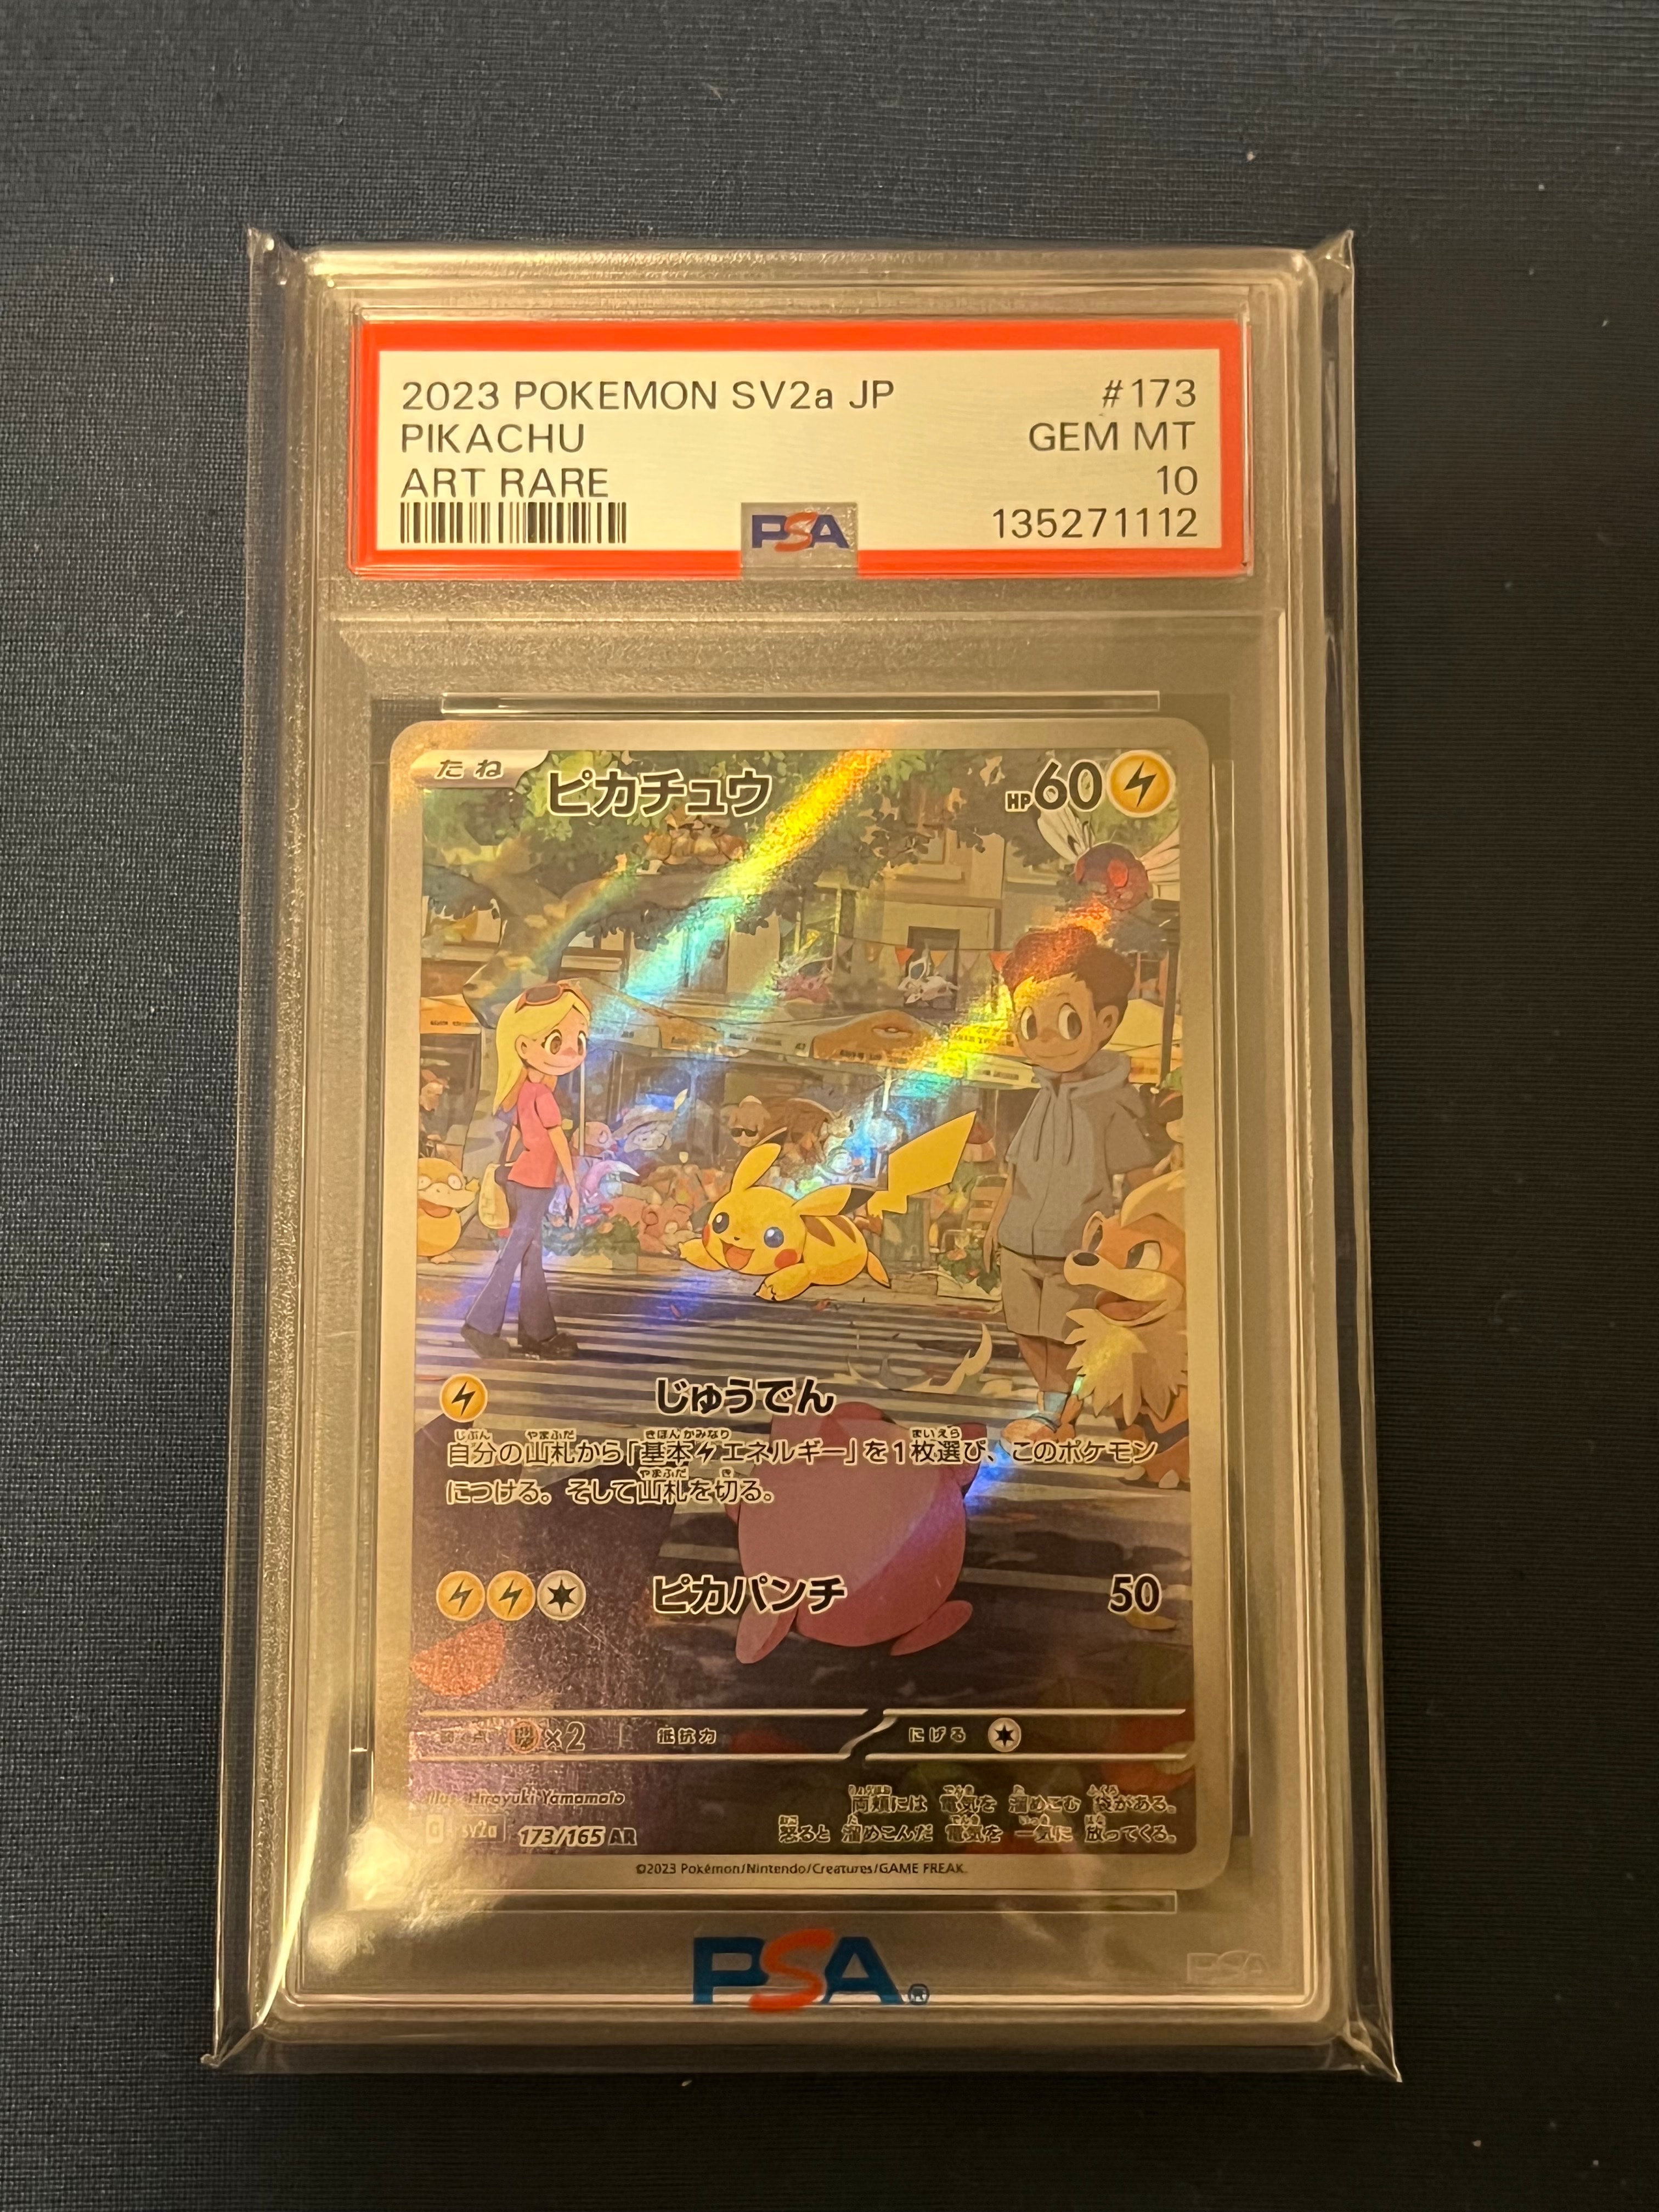 2023 POKEMON SV2a JP #173
PIKACHU GEM MT
ART RARE 10
PSA 135271112
たね ピカチュウ HP60
じゅうでん
自分の山札から「基本エネルギー」を1枚選び、このポケモン
につける。そして山札を切る。
ピカパンチ 50
×2 抵抗力 にげる
Illus. Hiroyuki Yamamoto
両頬には 電気を 溜めこむ 袋がある。
怒ると 溜めこんだ 電気を 一気に 放ってくる。
G sv2a 173/165 AR
©2023 Pokémon/Nintendo/Creatures/GAME FREAK.
PSA®
PSA